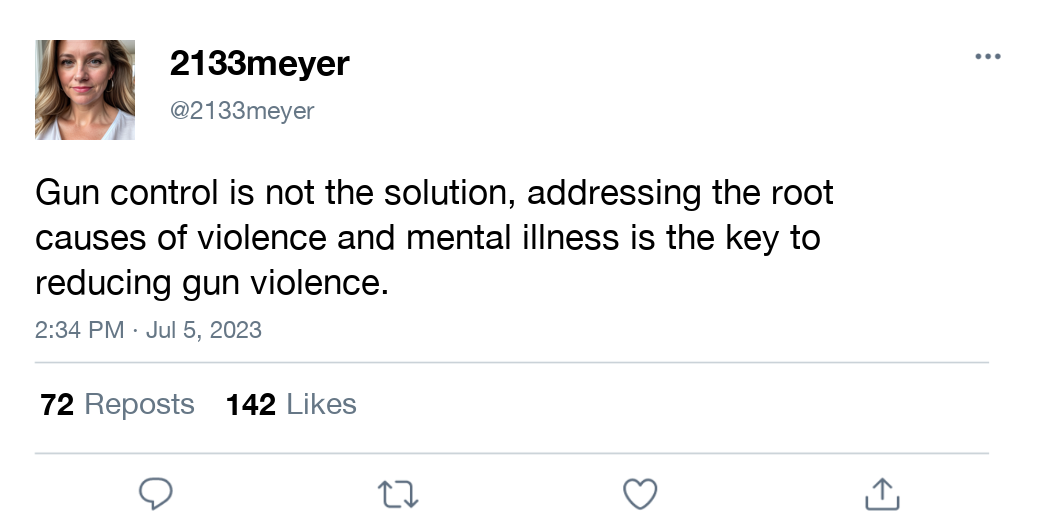 2133meyer
@2133meyer
Gun control is not the solution, addressing the root
causes of violence and mental illness is the key to
reducing gun violence.
2:34 PM · Jul 5, 2023
72 Reposts 142 Likes